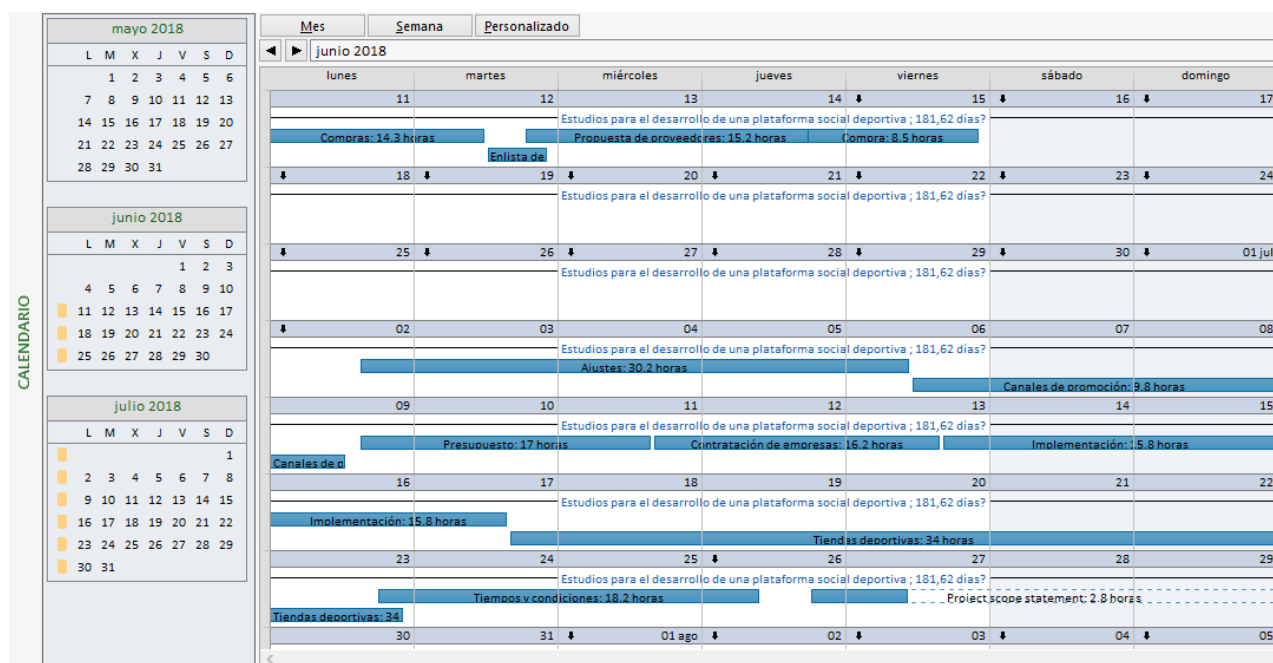 CALENDARIO
mayo 2018
L M X J V S D
1 2 3 4 5 6
7 8 9 10 11 12 13
14 15 16 17 18 19 20
21 22 23 24 25 26 27
28 29 30 31
junio 2018
L M X J V S D
1 2 3
4 5 6 7 8 9 10
11 12 13 14 15 16 17
18 19 20 21 22 23 24
25 26 27 28 29 30
julio 2018
L M X J V S D
1
2 3 4 5 6 7 8
9 10 11 12 13 14 15
16 17 18 19 20 21 22
23 24 25 26 27 28 29
30 31
Mes Semana Personalizado
junio 2018
lunes martes miércoles jueves viernes sábado domingo
11 12 13 14 15 16 17
Estudios para el desarrollo de una plataforma social deportiva ; 181,62 días?
Compras: 14.3 horas Propuesta de proveedores: 15.2 horas Compra: 8.5 horas
Enlista de
18 19 20 21 22 23 24
Estudios para el desarrollo de una plataforma social deportiva ; 181,62 días?
25 26 27 28 29 30 01 jul
Estudios para el desarrollo de una plataforma social deportiva ; 181,62 días?
02 03 04 05 06 07 08
Estudios para el desarrollo de una plataforma social deportiva ; 181,62 días?
Ajustes: 30.2 horas
Canales de promoción: 9.8 horas
09 10 11 12 13 14 15
Estudios para el desarrollo de una plataforma social deportiva ; 181,62 días?
Presupuesto: 17 horas Contratación de empresas: 16.2 horas Implementación: 15.8 horas
Canales de p
16 17 18 19 20 21 22
Estudios para el desarrollo de una plataforma social deportiva ; 181,62 días?
Implementación: 15.8 horas
Tiendas deportivas: 34 horas
23 24 25 26 27 28 29
Estudios para el desarrollo de una plataforma social deportiva ; 181,62 días?
Tiempos y condiciones: 18.2 horas Project scope statement: 2.8 horas
Tiendas deportivas: 34
30 31 01 ago 02 03 04 05